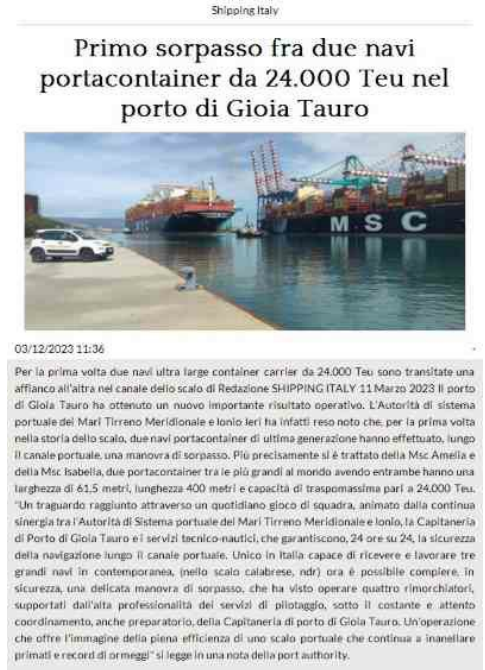 Shipping Italy
Primo sorpasso fra due navi
portacontainer da 24.000 Teu nel
porto di Gioia Tauro
MSC
M S C
03/12/2023 11:36
Per la prima volta due navi ultra large container carrier da 24.000 Teu sono transitate una
affianco all'altra nel canale dello scalo di Redazione SHIPPING ITALY 11 Marzo 2023 Il porto
di Gioia Tauro ha ottenuto un nuovo importante risultato operativo. L'Autorità di sistema
portuale dei Mari Tirreno Meridionale e Ionio ieri ha infatti reso noto che, per la prima volta
nella storia dello scalo, due navi portacontainer di ultima generazione hanno effettuato, lungo
il canale portuale, una manovra di sorpasso. Più precisamente si è trattato della Msc Amelia e
della Msc Isabella, due portacontainer tra le più grandi al mondo avendo entrambe hanno una
larghezza di 61,5 metri, lunghezza 400 metri e capacità di traspomassima pari a 24.000 Teu.
"Un traguardo raggiunto attraverso un quotidiano gioco di squadra, animato dalla continua
sinergia tra l'Autorità di Sistema portuale dei Mari Tirreno Meridionale e Ionio, la Capitaneria
di Porto di Gioia Tauro e i servizi tecnico-nautici, che garantiscono, 24 ore su 24, la sicurezza
della navigazione lungo il canale portuale. Unico in Italia capace di ricevere e lavorare tre
grandi navi in contemporanea, (nello scalo calabrese, ndr) ora è possibile compiere, in
sicurezza, una delicata manovra di sorpasso, che ha visto operare quattro rimorchiatori,
supportati dall'alta professionalità dei servizi di pilotaggio, sotto il costante e attento
coordinamento, anche preparatorio, della Capitaneria di porto di Gioia Tauro. Un'operazione
che offre l'immagine della piena efficienza di uno scalo portuale che continua a inanellare
primati e record di ormeggi" si legge in una nota della port authority.